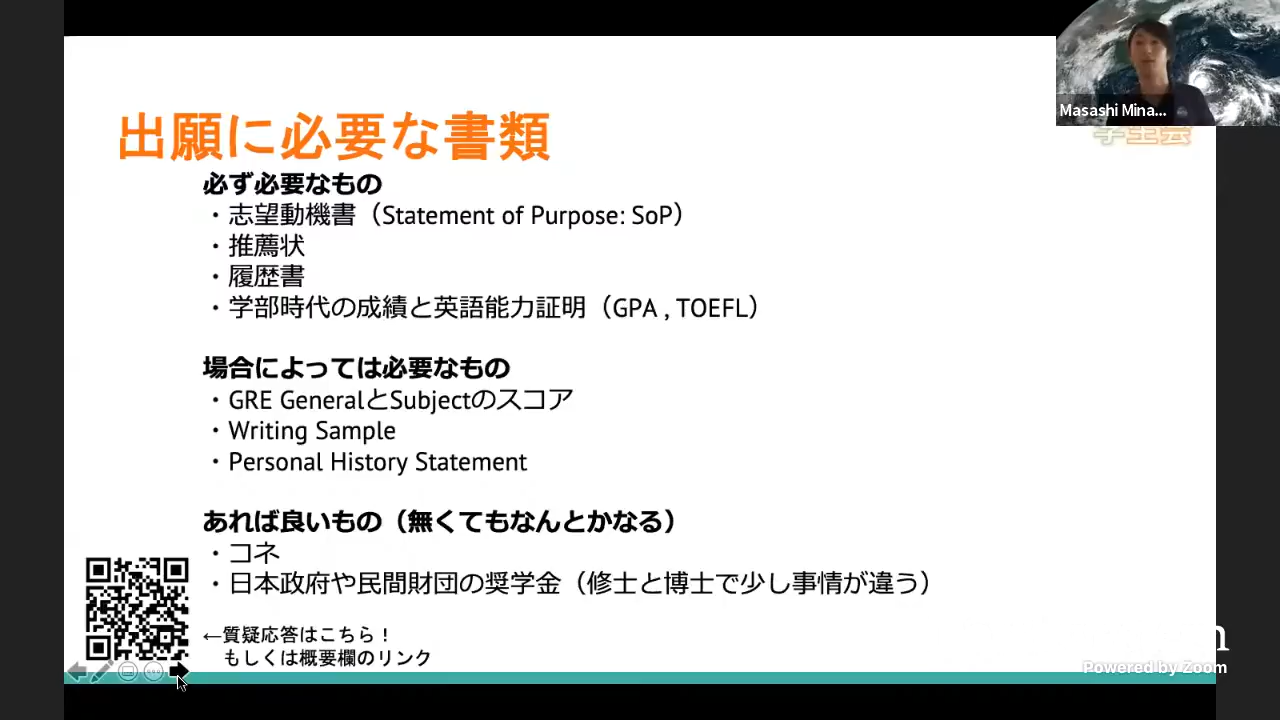 出願に必要な書類
Masashi Mina...
学生会
必ず必要なもの
・志望動機書（Statement of Purpose: SoP）
・推薦状
・履歴書
・学部時代の成績と英語能力証明（GPA , TOEFL）
場合によっては必要なもの
・GRE GeneralとSubjectのスコア
・Writing Sample
・Personal History Statement
あれば良いもの（無くてもなんとかなる）
・コネ
・日本政府や民間財団の奨学金（修士と博士で少し事情が違う）
←質疑応答はこちら！
もしくは概要欄のリンク
Powered by Zoom